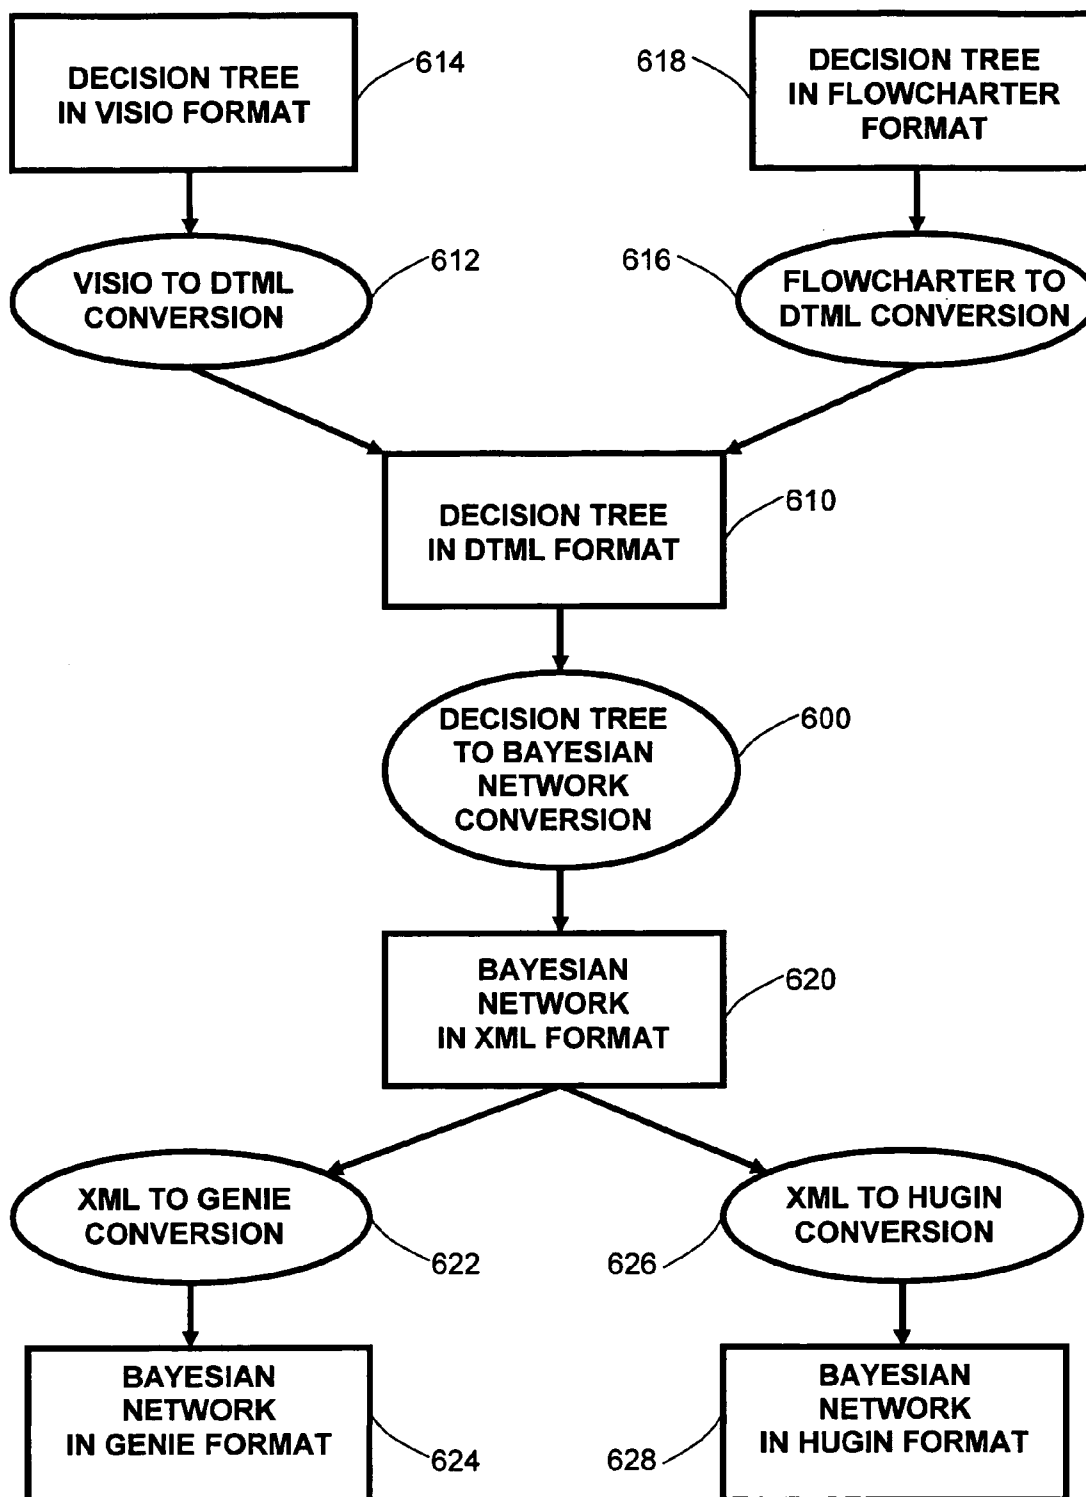 DECISION TREE
IN VISIO FORMAT
614
618
DECISION TREE
IN FLOWCHARTER
FORMAT
VISIO TO DTML
CONVERSION
612
616
FLOWCHARTER TO
DTML CONVERSION
DECISION TREE
IN DTML FORMAT
610
DECISION TREE
TO BAYESIAN
NETWORK
CONVERSION
600
BAYESIAN
NETWORK
IN XML FORMAT
620
XML TO GENIE
CONVERSION
622
626
XML TO HUGIN
CONVERSION
BAYESIAN
NETWORK
IN GENIE FORMAT
624
628
BAYESIAN
NETWORK
IN HUGIN FORMAT